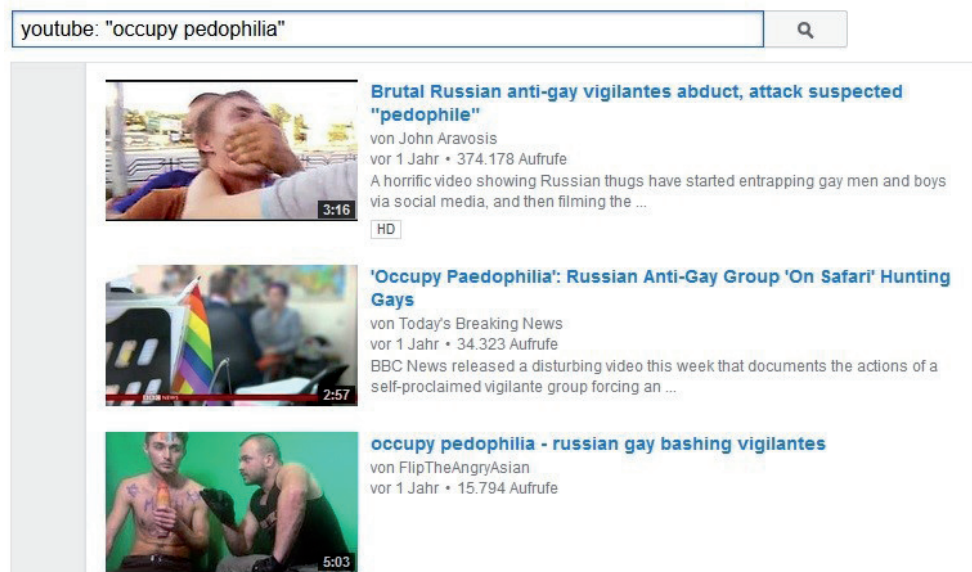 youtube: "occupy pedophilia"
Brutal Russian anti-gay vigilantes abduct, attack suspected
"pedophile"
von John Aravosis
vor 1 Jahr • 374.178 Aufrufe
A horrific video showing Russian thugs have started entrapping gay men and boys
via social media, and then filming the ...
3:16
HD
'Occupy Paedophilia': Russian Anti-Gay Group 'On Safari' Hunting
Gays
von Today's Breaking News
vor 1 Jahr • 34.323 Aufrufe
BBC News released a disturbing video this week that documents the actions of a
self-proclaimed vigilante group forcing an ...
BBC NEWS
2:57
occupy pedophilia - russian gay bashing vigilantes
von FlipTheAngryAsian
vor 1 Jahr • 15.794 Aufrufe
5:03